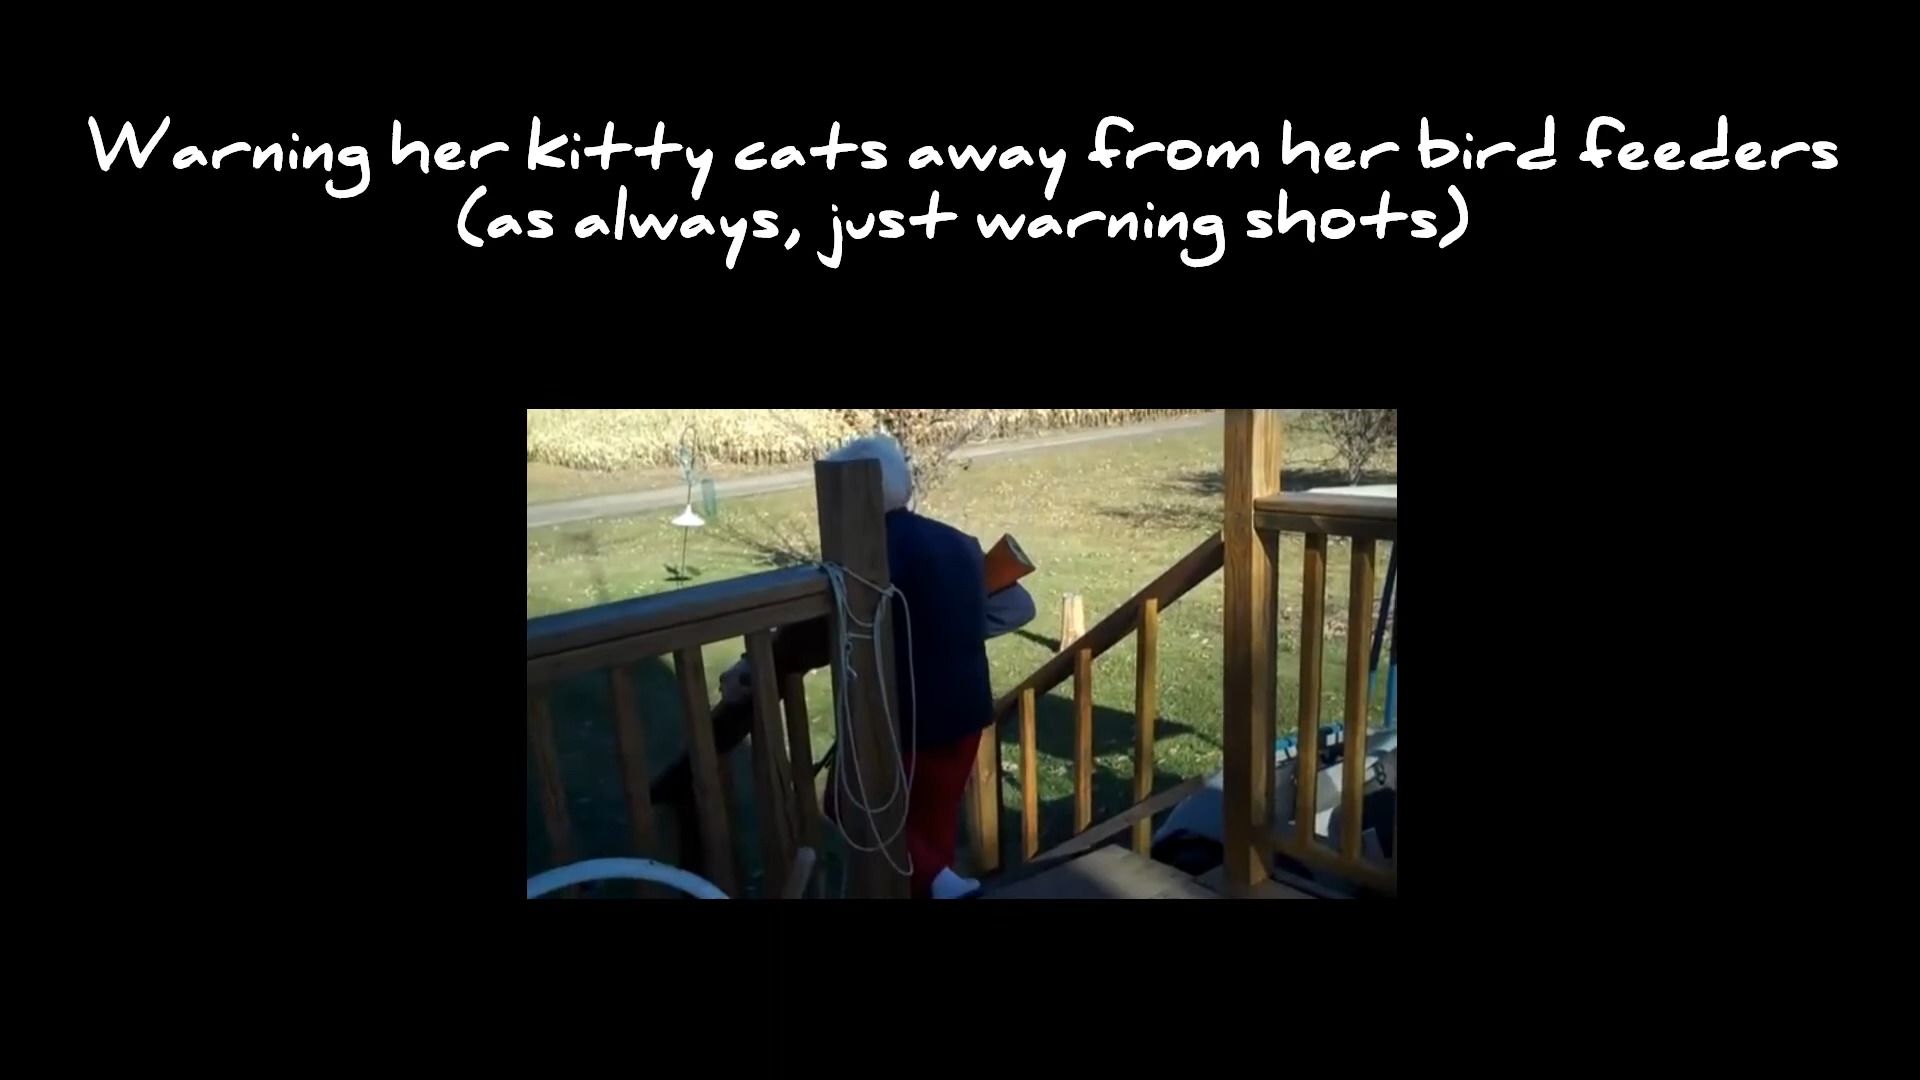 Warning her kitty cats away from her bird feeders
(as always, just warning shots)